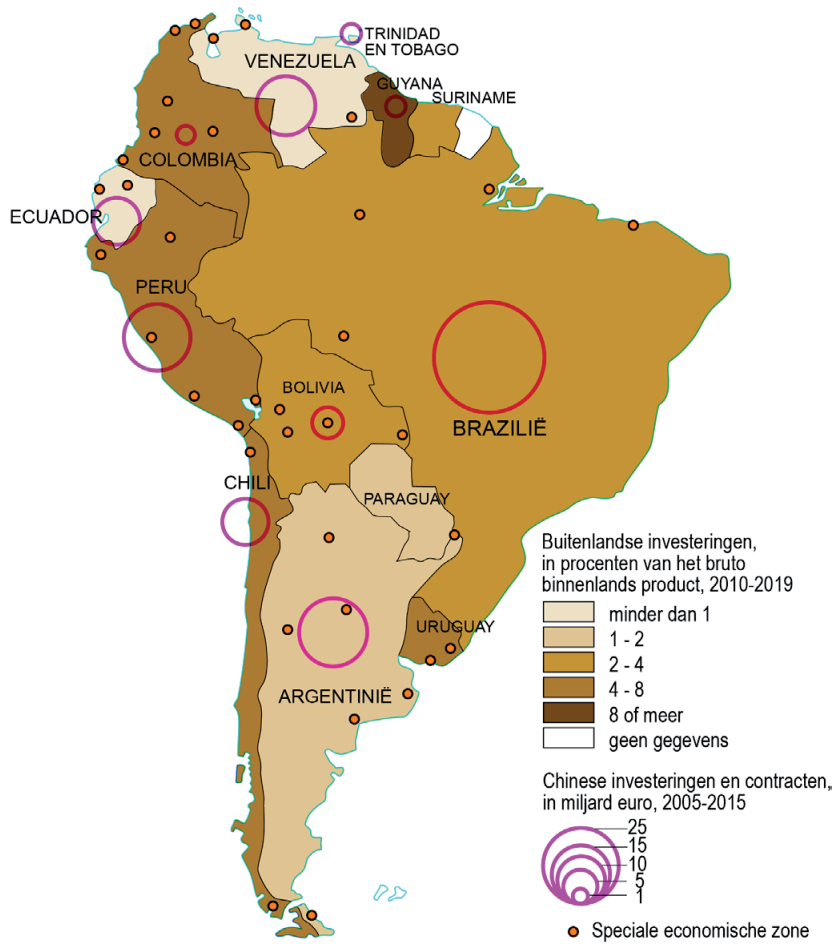 TRINIDAD
EN TOBAGO
VENEZUELA
GUYANA
SURINAME
COLOMBIA
ECUADOR
PERU
BOLIVIA
BRAZILIË
CHILI
PARAGUAY
URUGUAY
ARGENTINIË
Buitenlandse investeringen,
in procenten van het bruto
binnenlands product, 2010-2019
minder dan 1
1 - 2
2 - 4
4 - 8
8 of meer
geen gegevens
Chinese investeringen en contracten,
in miljard euro, 2005-2015
25
15
10
5
1
Speciale economische zone